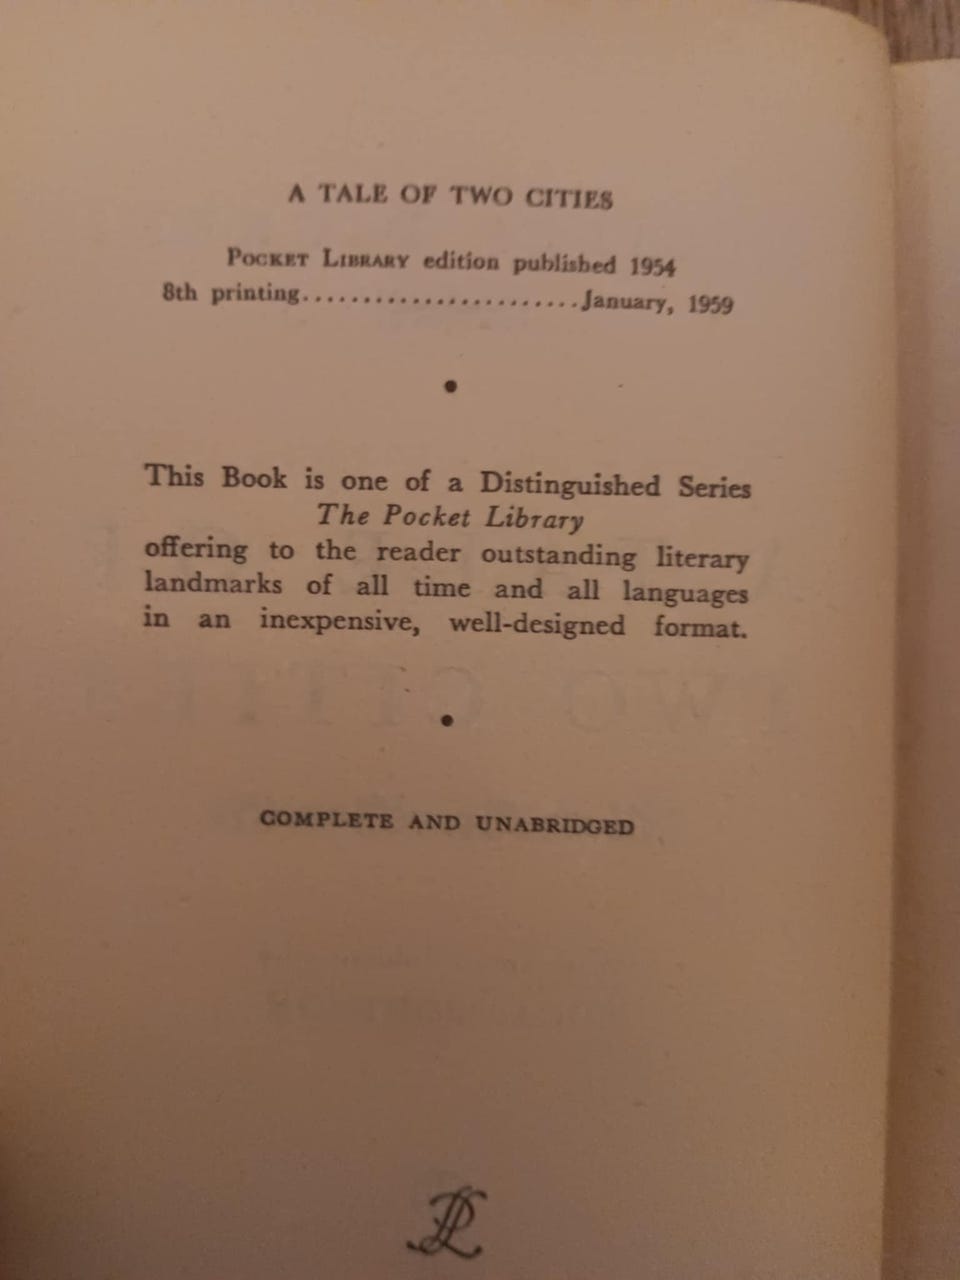 A TALE OF TWO CITIES
POCKET LIBRARY edition published 1954
8th printing.......................January, 1959
•
This Book is one of a Distinguished Series
The Pocket Library
offering to the reader outstanding literary
landmarks of all time and all languages
in an inexpensive, well-designed format.
•
COMPLETE AND UNABRIDGED
PL